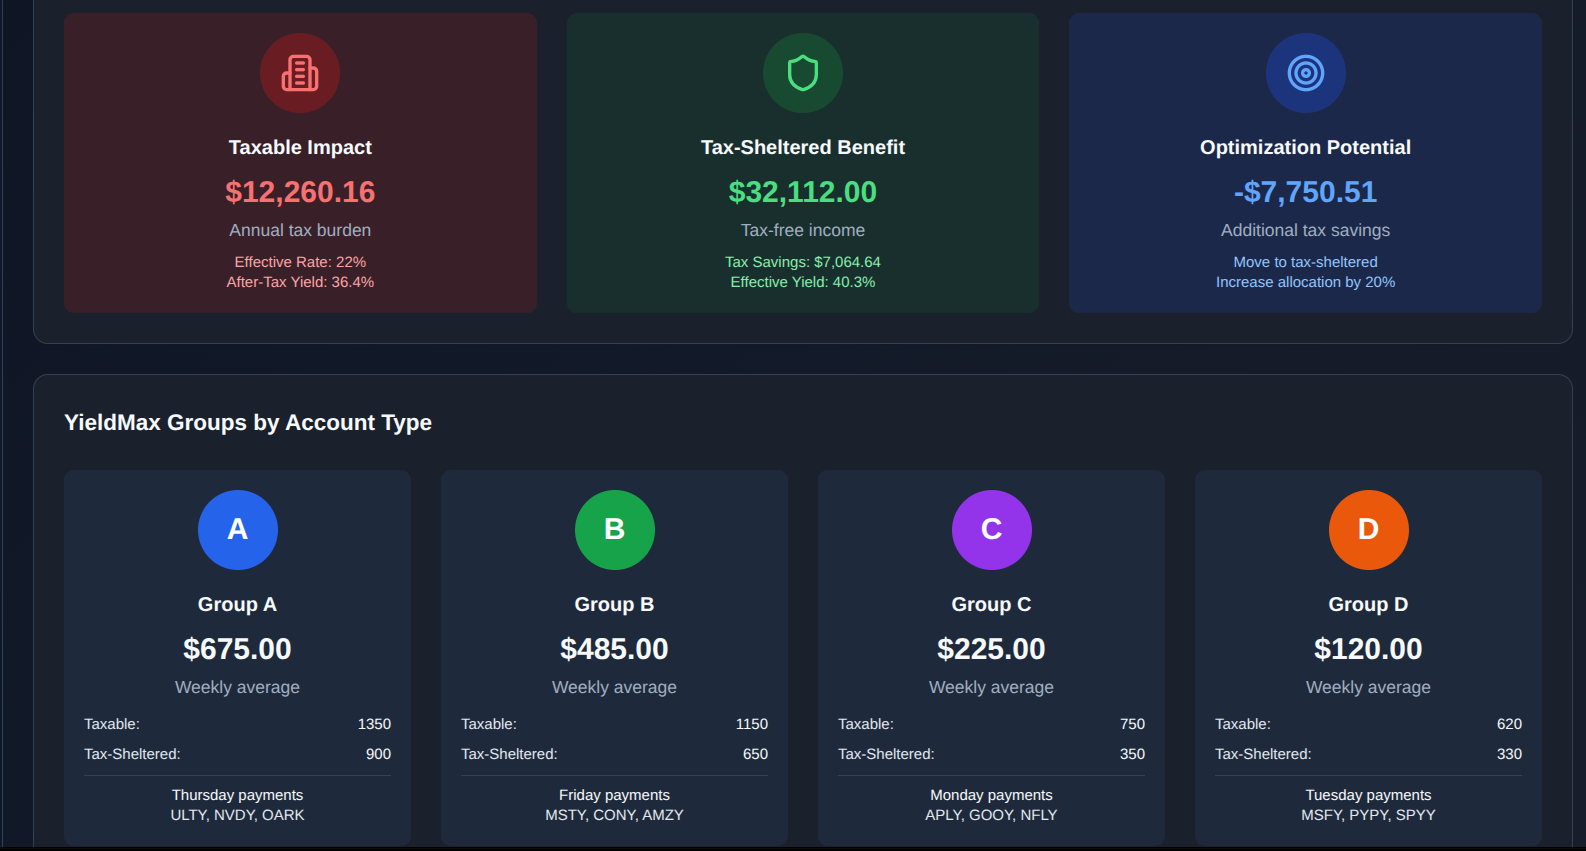 Taxable Impact
$12,260.16
Annual tax burden
Effective Rate: 22%
After-Tax Yield: 36.4%
Tax-Sheltered Benefit
$32,112.00
Tax-free income
Tax Savings: $7,064.64
Effective Yield: 40.3%
Optimization Potential
-$7,750.51
Additional tax savings
Move to tax-sheltered
Increase allocation by 20%
YieldMax Groups by Account Type
A
Group A
$675.00
Weekly average
Taxable: 1350
Tax-Sheltered: 900
Thursday payments
ULTY, NVDY, OARK
B
Group B
$485.00
Weekly average
Taxable: 1150
Tax-Sheltered: 650
Friday payments
MSTY, CONY, AMZY
C
Group C
$225.00
Weekly average
Taxable: 750
Tax-Sheltered: 350
Monday payments
APLY, GOOY, NFLY
D
Group D
$120.00
Weekly average
Taxable: 620
Tax-Sheltered: 330
Tuesday payments
MSFY, PYPY, SPYY